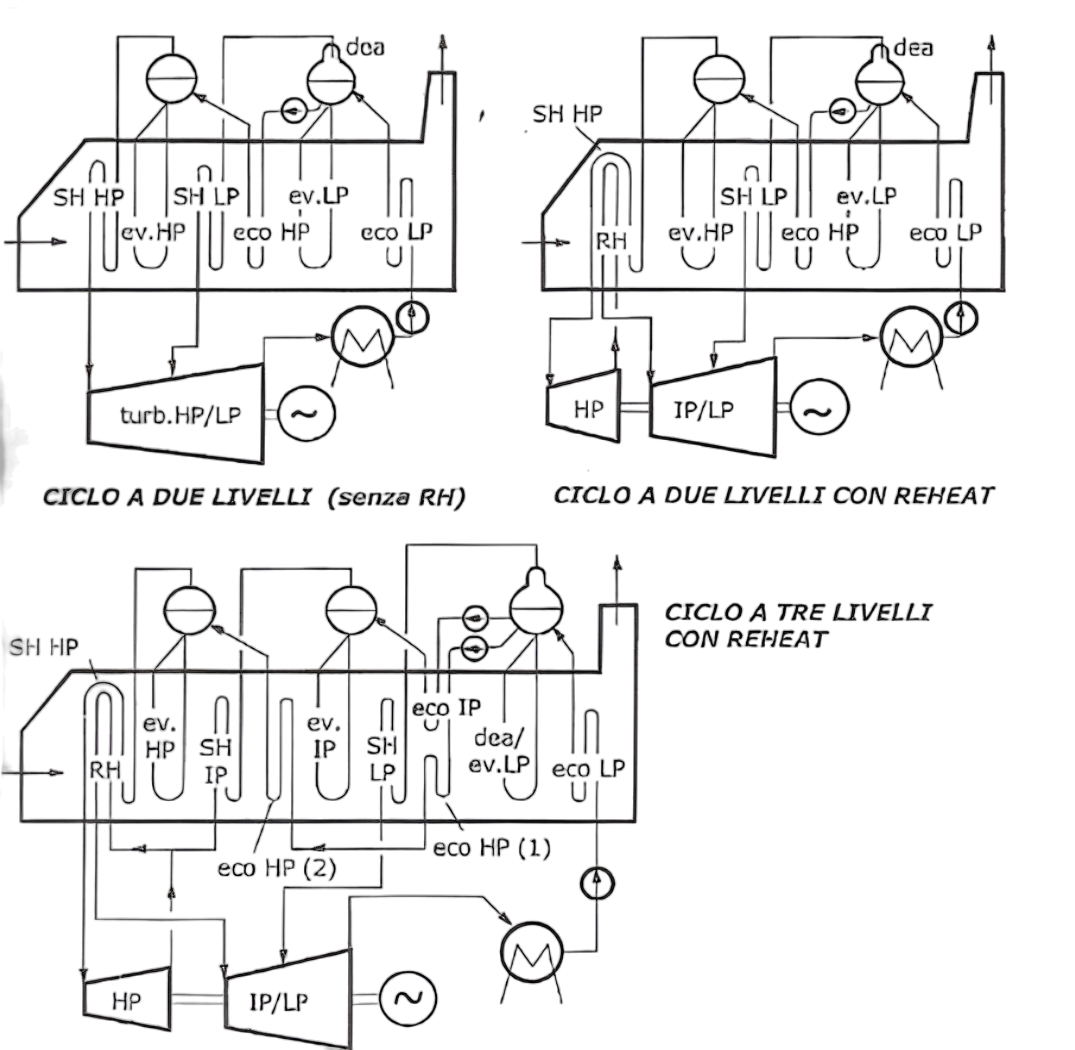 dea
SH HP
SH LP
ev.LP
ev.HP
eco HP
eco LP
turb.HP/LP
~
CICLO A DUE LIVELLI (senza RH)
dea
SH HP
SH LP
ev.LP
RH
ev.HP
eco HP
eco LP
HP
IP/LP
~
CICLO A DUE LIVELLI CON REHEAT
CICLO A TRE LIVELLI
CON REHEAT
SH HP
eco IP
ev.
HP
SH
IP
ev.
IP
SH
LP
dea/
ev.LP
RH
eco LP
eco HP (2)
eco HP (1)
HP
IP/LP
~